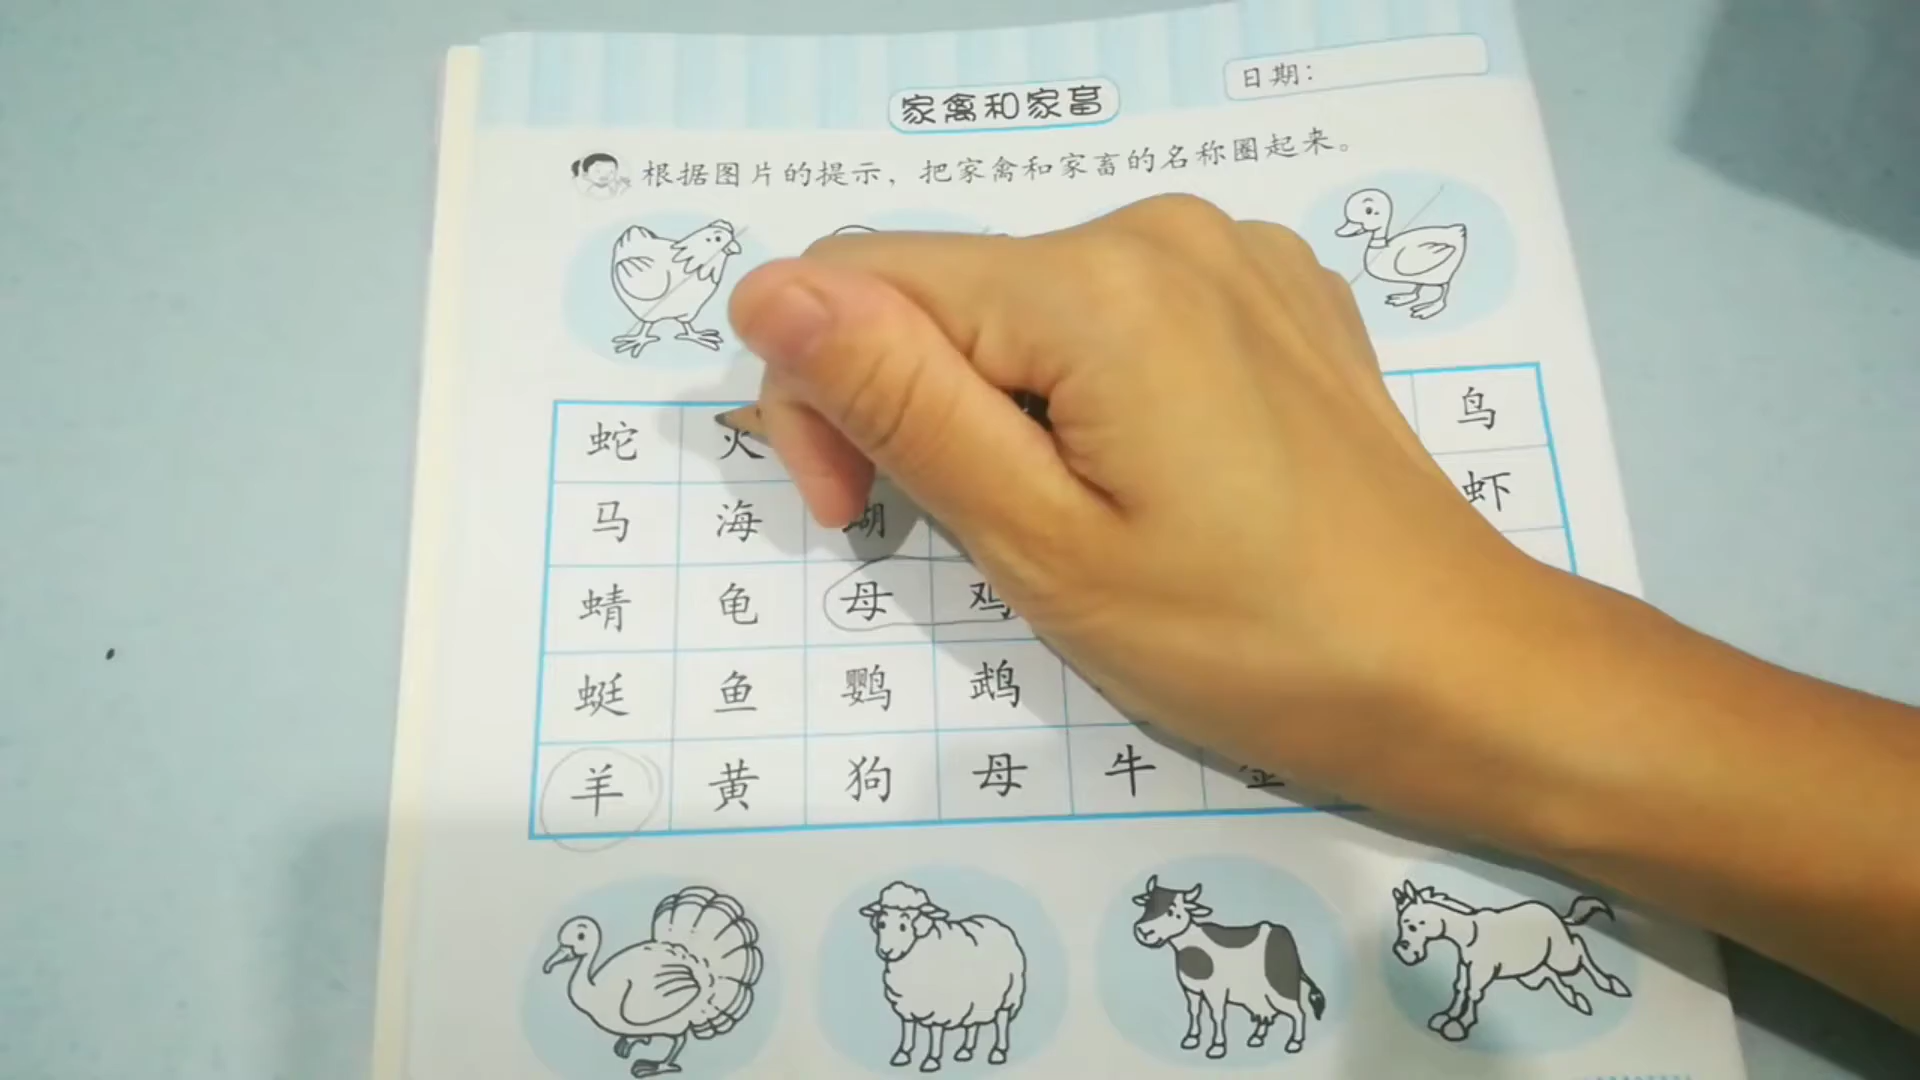 日期：
家禽和家畜
根据图片的提示，把家禽和家畜的名称圈起来。
蛇 火 鸟
马 海 虾
蜻 龟 母 鸡
蜓 鱼 鹦 鹉
羊 黄 狗 母 牛